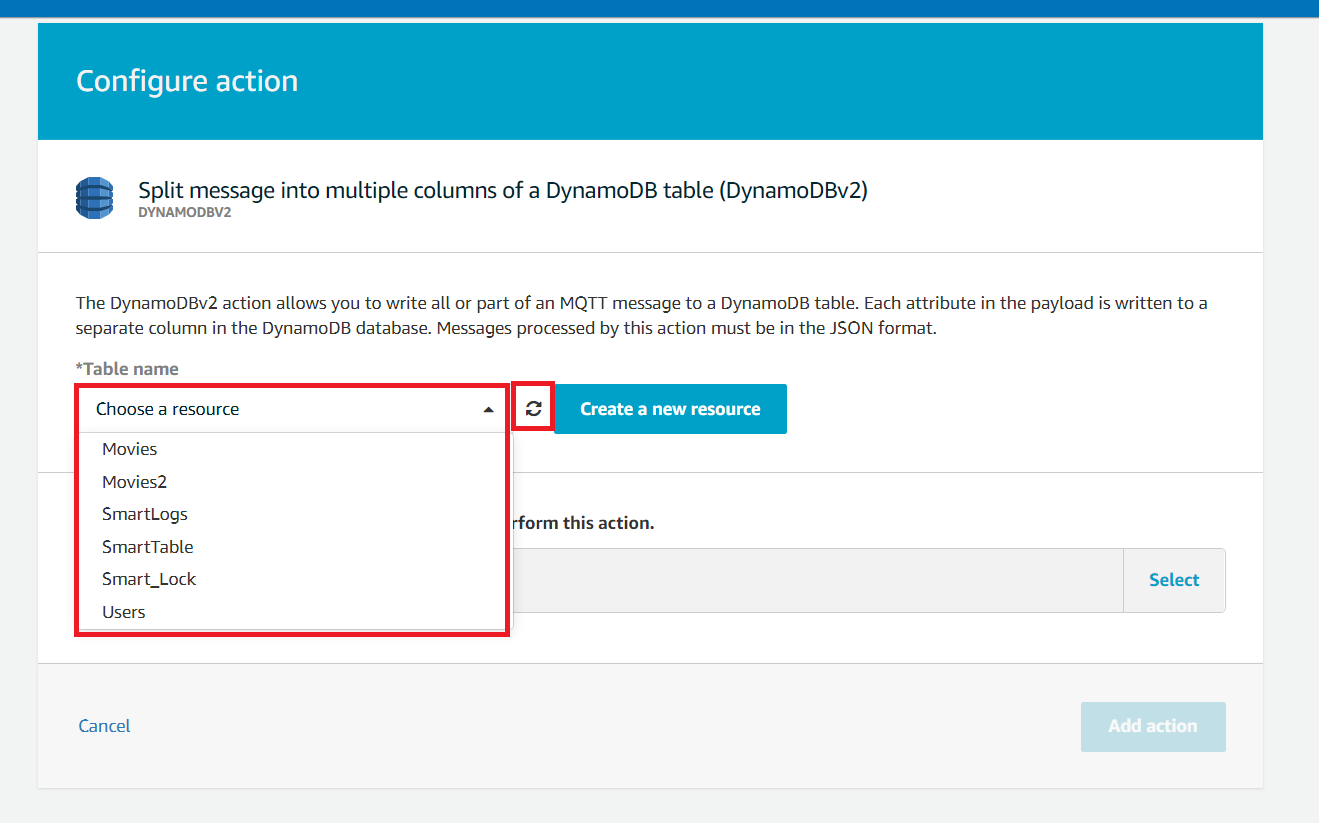 Configure action
Split message into multiple columns of a DynamoDB table (DynamoDBv2)
DYNAMODBV2
The DynamoDBv2 action allows you to write all or part of an MQTT message to a DynamoDB table. Each attribute in the payload is written to a
separate column in the DynamoDB database. Messages processed by this action must be in the JSON format.
*Table name
Choose a resource
Create a new resource
Movies
Movies2
SmartLogs
rform this action.
SmartTable
Smart_Lock
Select
Users
Cancel
Add action